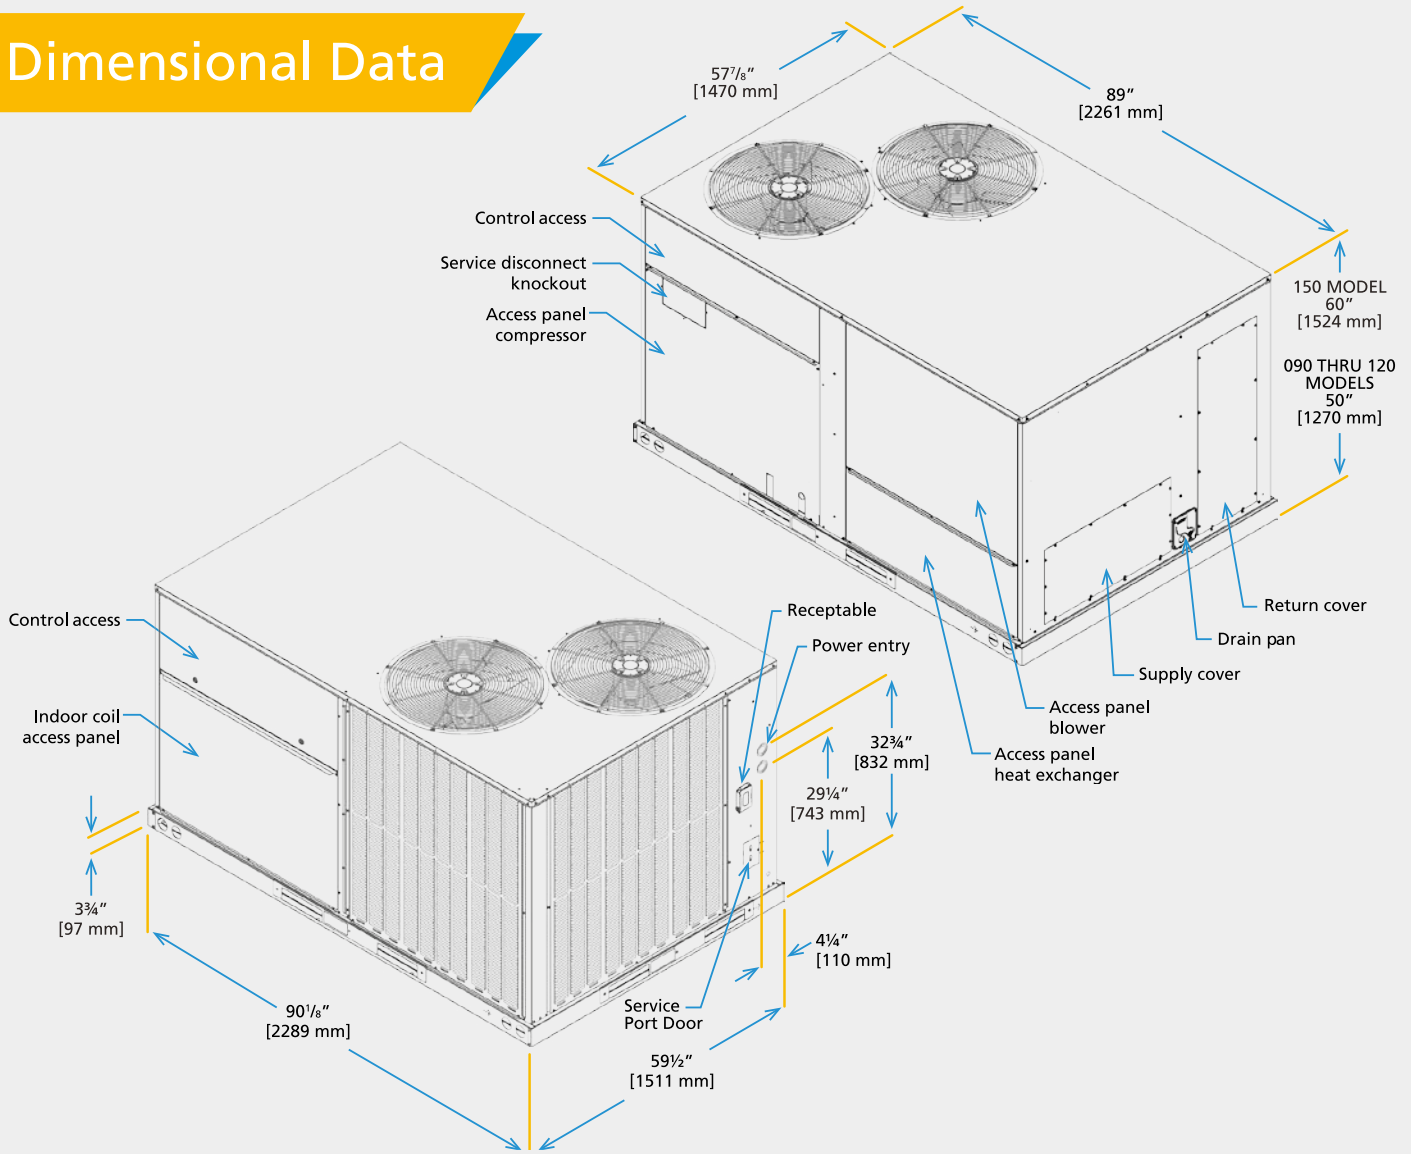 Dimensional Data
57⅞”
[1470 mm]
89”
[2261 mm]
Control access
Service disconnect
knockout
Access panel
compressor
150 MODEL
60”
[1524 mm]
090 THRU 120
MODELS
50”
[1270 mm]
Return cover
Drain pan
Supply cover
Access panel
blower
Access panel
heat exchanger
Receptable
Power entry
Control access
Indoor coil
access panel
32¾”
[832 mm]
29¼”
[743 mm]
3¾”
[97 mm]
4¼”
[110 mm]
Service
Port Door
90⅛”
[2289 mm]
59½”
[1511 mm]